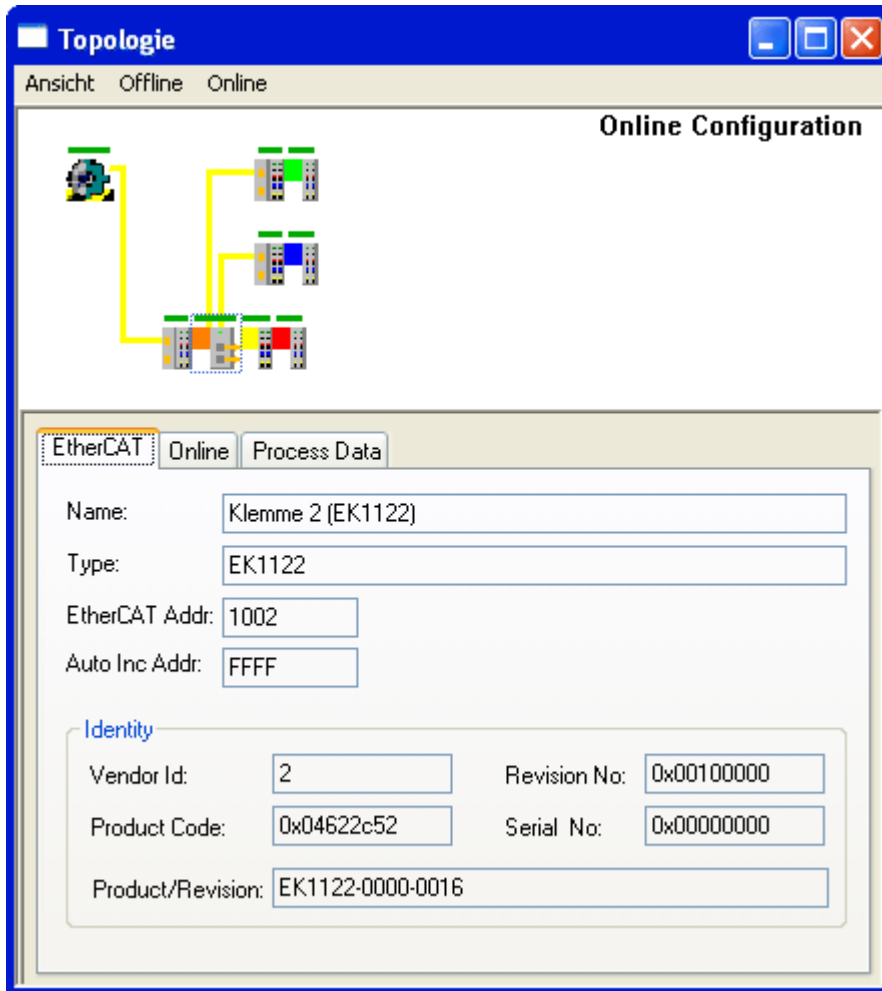 Topologie
Ansicht Offline Online
Online Configuration
EtherCAT Online Process Data
Name: Klemme 2 (EK1122)
Type: EK1122
EtherCAT Addr: 1002
Auto Inc Addr: FFFF
Identity
Vendor Id: 2 Revision No: 0x00100000
Product Code: 0x04622c52 Serial No: 0x00000000
Product/Revision: EK1122-0000-0016